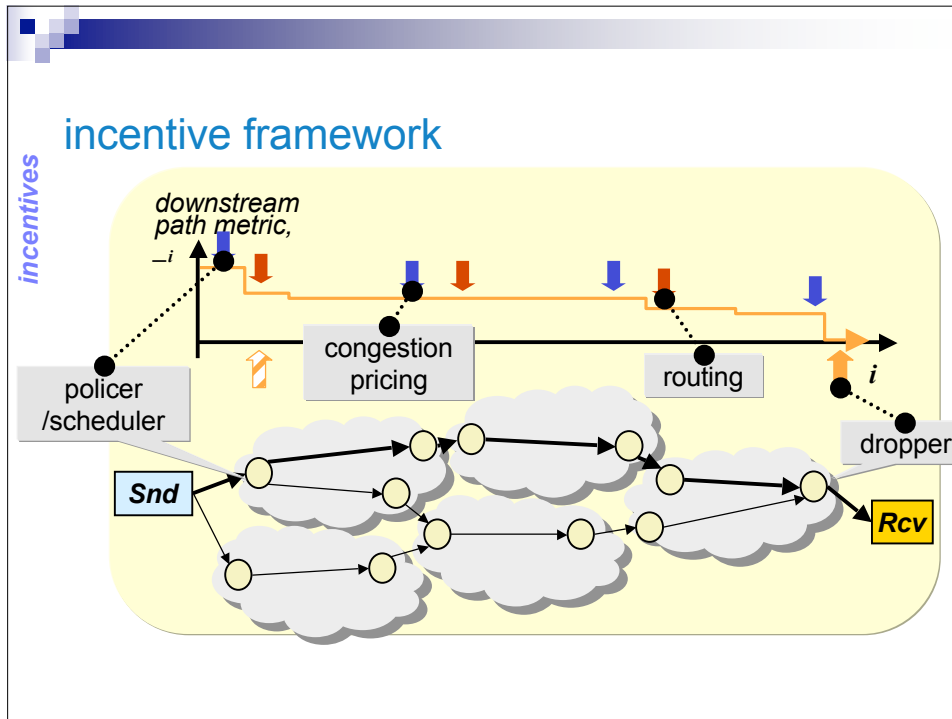 incentive framework
incentives
downstream
path metric,
_i
policer
/scheduler
congestion
pricing
routing
i
dropper
Snd
Rcv